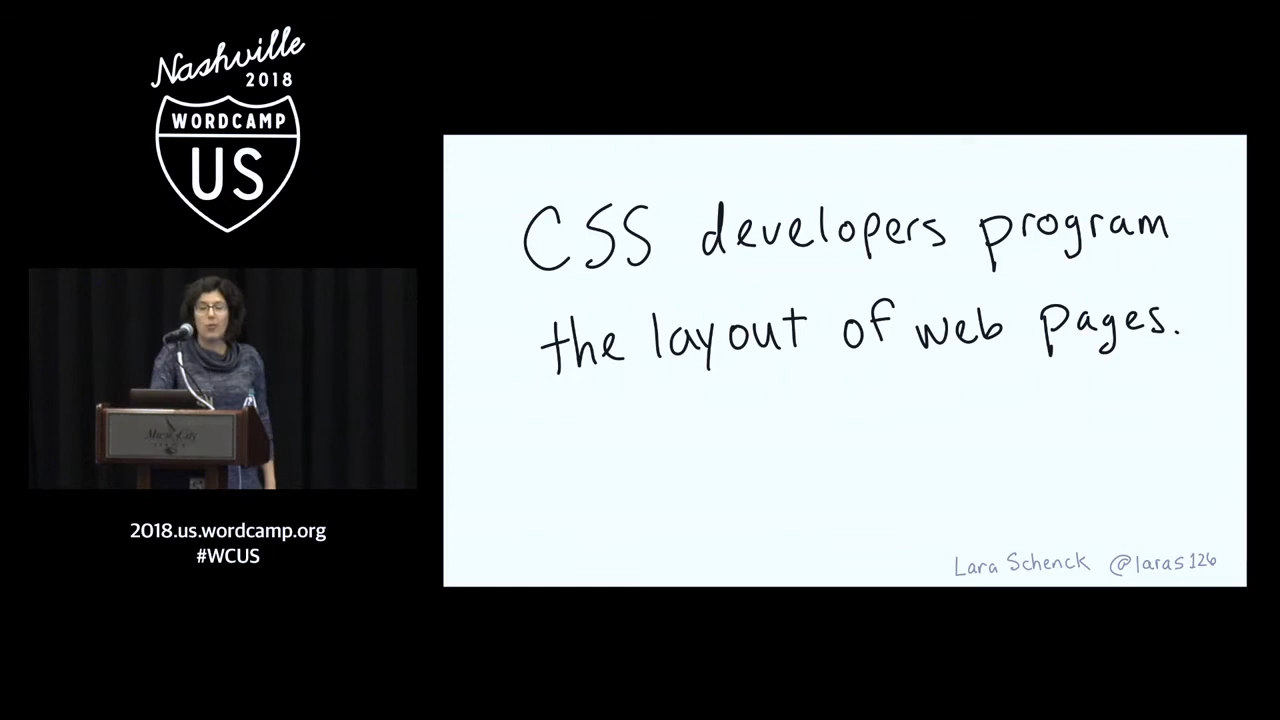 Nashville
2018
WORDCAMP
US
CSS developers program
the layout of web pages.
2018.us.wordcamp.org
#WCUS
Lara Schenck @laras126